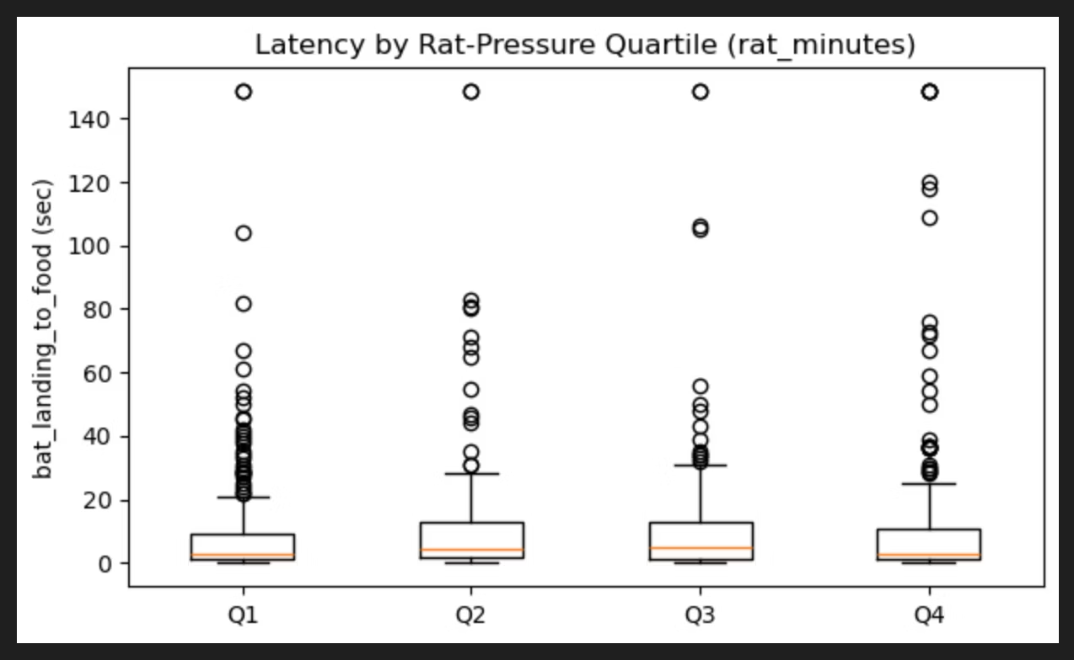 Latency by Rat-Pressure Quartile (rat_minutes)
bat_landing_to_food (sec)
140
120
100
80
60
40
20
0
Q1 Q2 Q3 Q4